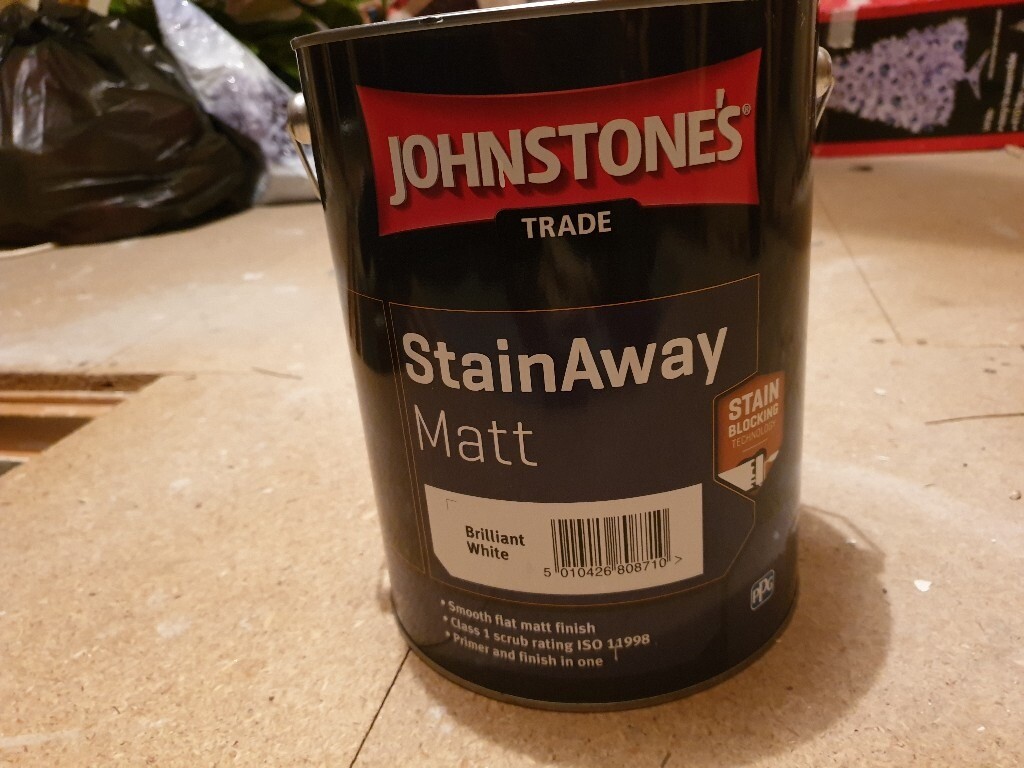 JOHNSTONE'S®
TRADE
StainAway
Matt
STAIN
BLOCKING
TECHNOLOGY
Brilliant
White
5 010426 808710 >
• Smooth flat matt finish
• Class 1 scrub rating ISO 11998
• Primer and finish in one
PPG